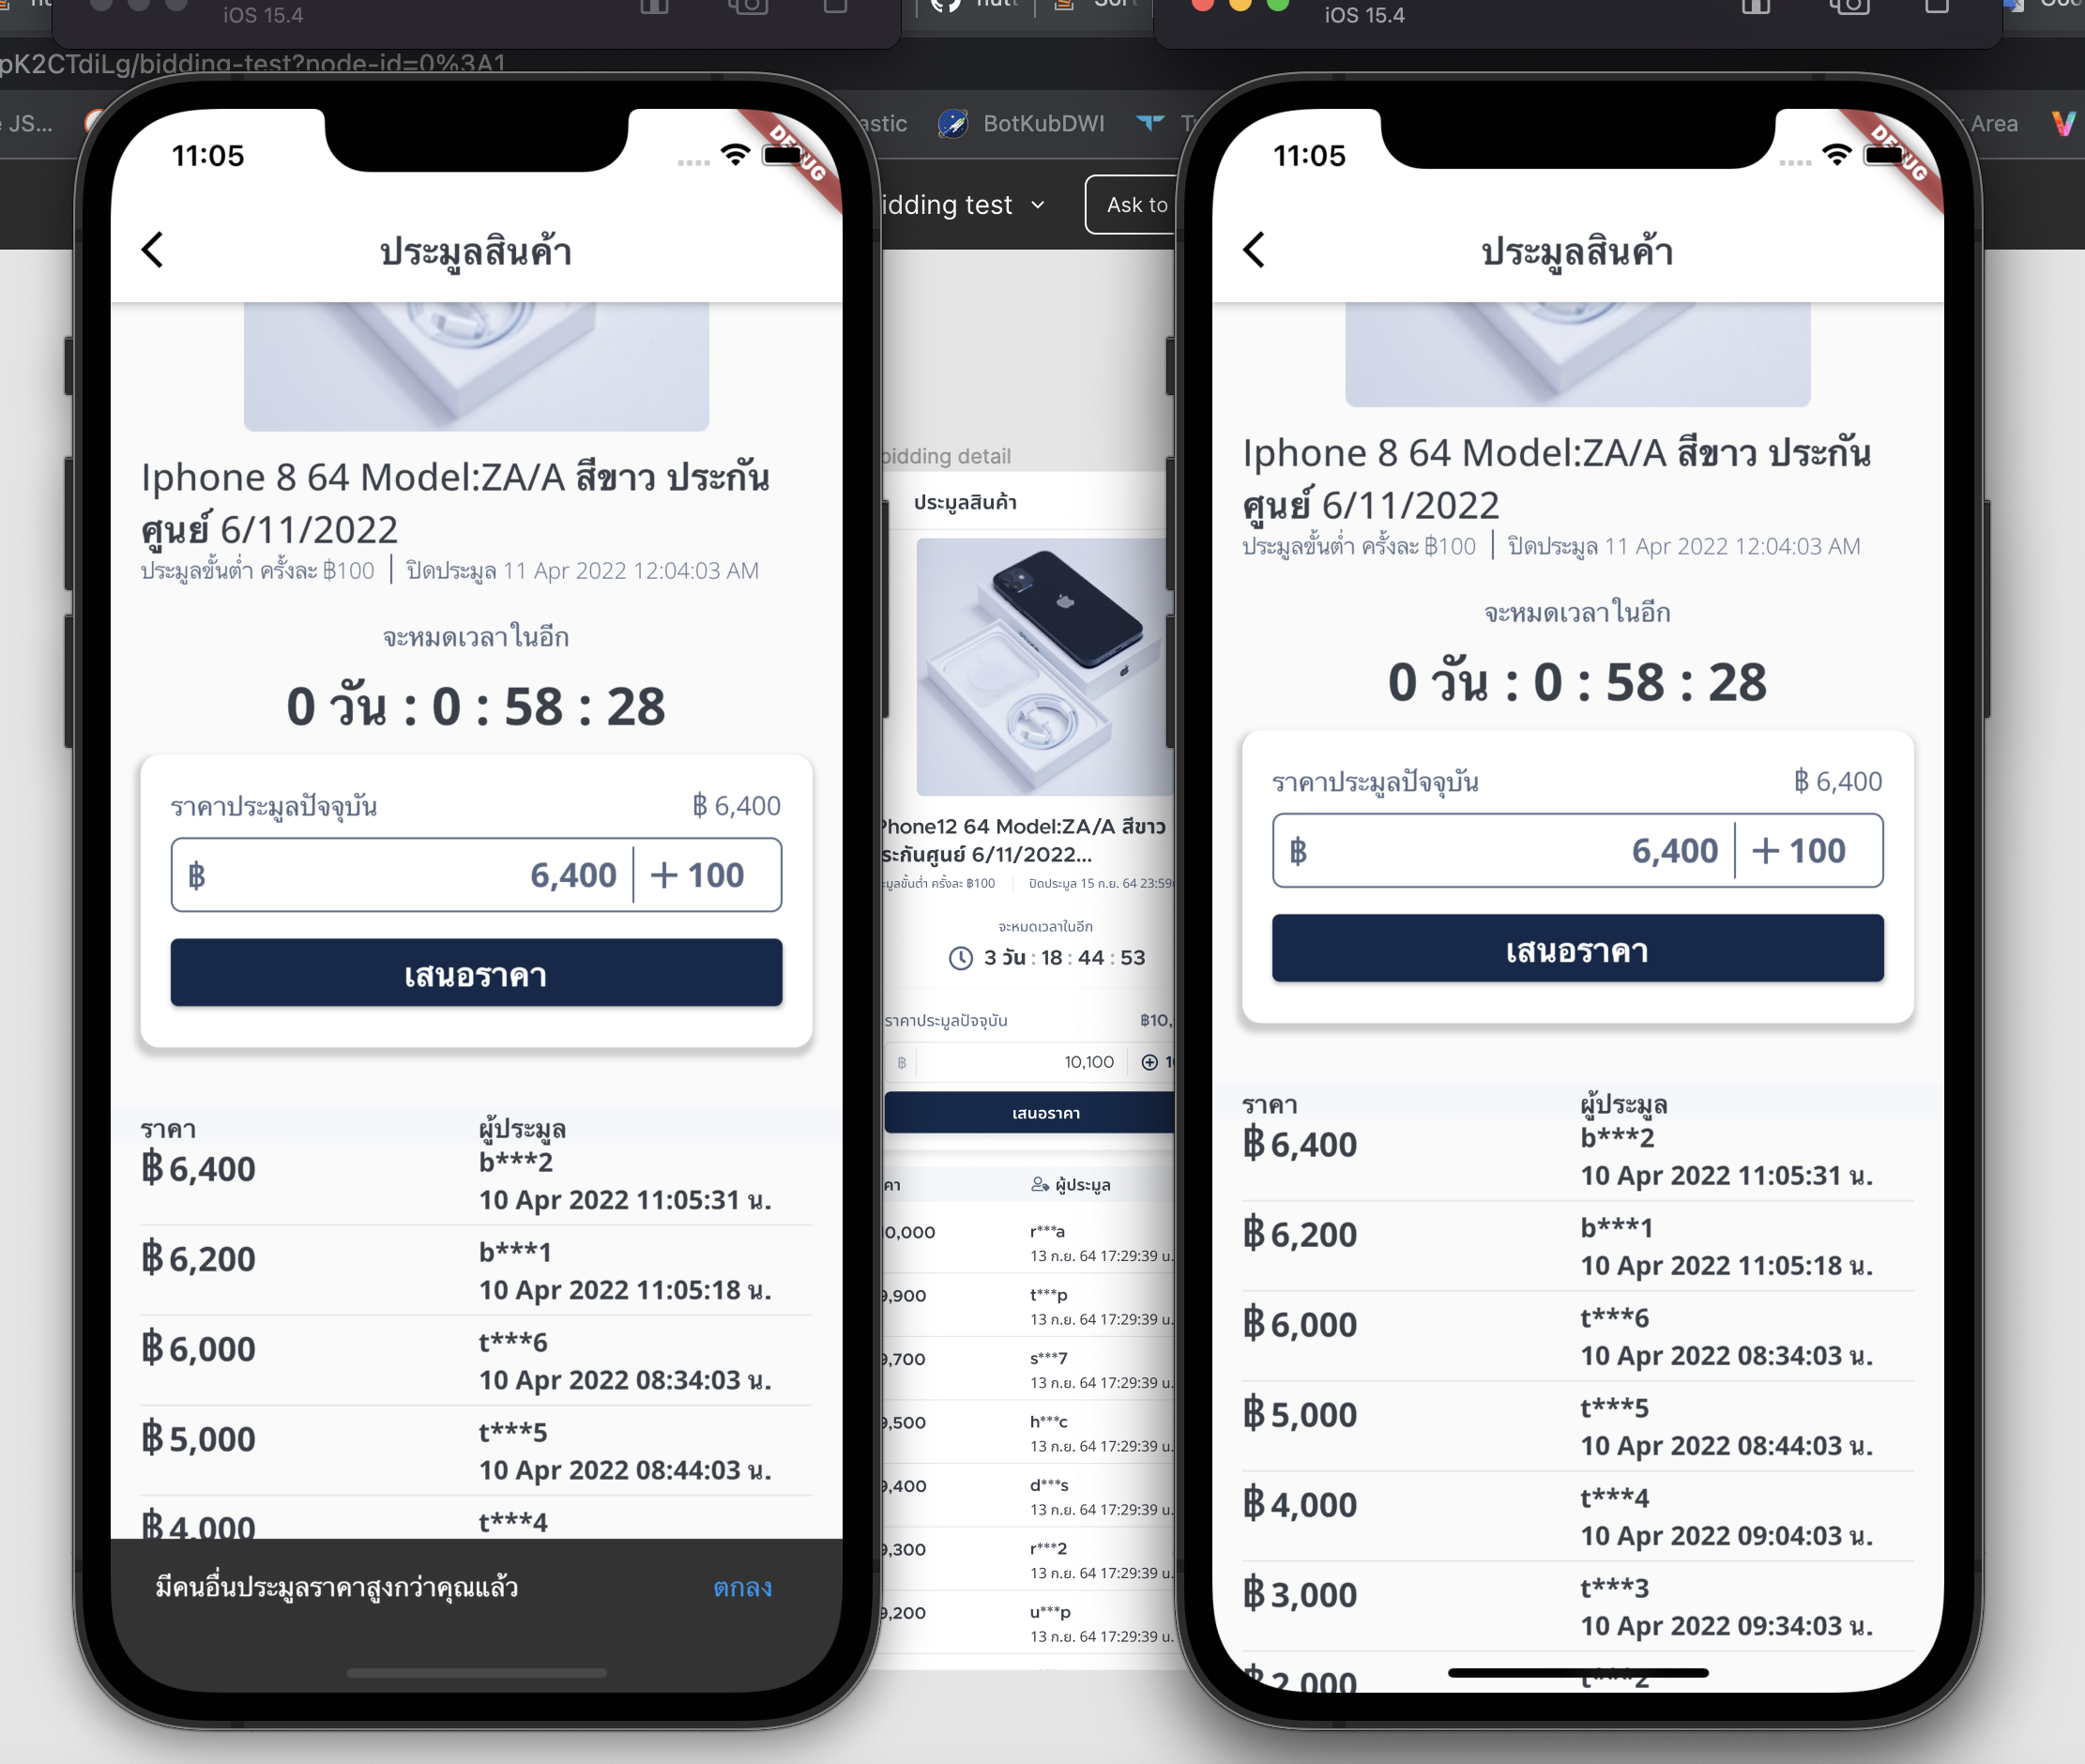 iOS 15.4
iOS 15.4
pK2CTdiLg/bidding-test?node-id=0%3A1
JS...
astic
BotKubDWI
Area
idding test
Ask to
11:05
DEBUG
ประมูลสินค้า
Iphone 8 64 Model:ZA/A สีขาว ประกัน
ศูนย์ 6/11/2022
ประมูลขั้นต่ำ ครั้งละ ฿100 | ปิดประมูล 11 Apr 2022 12:04:03 AM
จะหมดเวลาในอีก
0 วัน : 0 : 58 : 28
ราคาประมูลปัจจุบัน ฿ 6,400
฿ 6,400 + 100
เสนอราคา
ราคา ผู้ประมูล
฿6,400 b***2
10 Apr 2022 11:05:31 น.
฿6,200 b***1
10 Apr 2022 11:05:18 น.
฿6,000 t***6
10 Apr 2022 08:34:03 น.
฿5,000 t***5
10 Apr 2022 08:44:03 น.
฿4,000 t***4
มีคนอื่นประมูลราคาสูงกว่าคุณแล้ว ตกลง
bidding detail
ประมูลสินค้า
Phone12 64 Model:ZA/A สีขาว
ระกันศูนย์ 6/11/2022...
ะมูลขั้นต่ำ ครั้งละ ฿100 ปิดประมูล 15 ก.ย. 64 23:59
จะหมดเวลาในอีก
3 วัน : 18 : 44 : 53
ราคาประมูลปัจจุบัน ฿10,
฿ 10,100
เสนอราคา
คา ผู้ประมูล
0,000 r***a
13 ก.ย. 64 17:29:39 น.
9,900 t***p
13 ก.ย. 64 17:29:39 น.
9,700 s***7
13 ก.ย. 64 17:29:39 น.
9,500 h***c
13 ก.ย. 64 17:29:39 น.
9,400 d***s
13 ก.ย. 64 17:29:39 น.
9,300 r***2
13 ก.ย. 64 17:29:39 น.
9,200 u***p
13 ก.ย. 64 17:29:39 น.
11:05
DEBUG
ประมูลสินค้า
Iphone 8 64 Model:ZA/A สีขาว ประกัน
ศูนย์ 6/11/2022
ประมูลขั้นต่ำ ครั้งละ ฿100 | ปิดประมูล 11 Apr 2022 12:04:03 AM
จะหมดเวลาในอีก
0 วัน : 0 : 58 : 28
ราคาประมูลปัจจุบัน ฿ 6,400
฿ 6,400 + 100
เสนอราคา
ราคา ผู้ประมูล
฿6,400 b***2
10 Apr 2022 11:05:31 น.
฿6,200 b***1
10 Apr 2022 11:05:18 น.
฿6,000 t***6
10 Apr 2022 08:34:03 น.
฿5,000 t***5
10 Apr 2022 08:44:03 น.
฿4,000 t***4
10 Apr 2022 09:04:03 น.
฿3,000 t***3
10 Apr 2022 09:34:03 น.
฿2,000 t***2